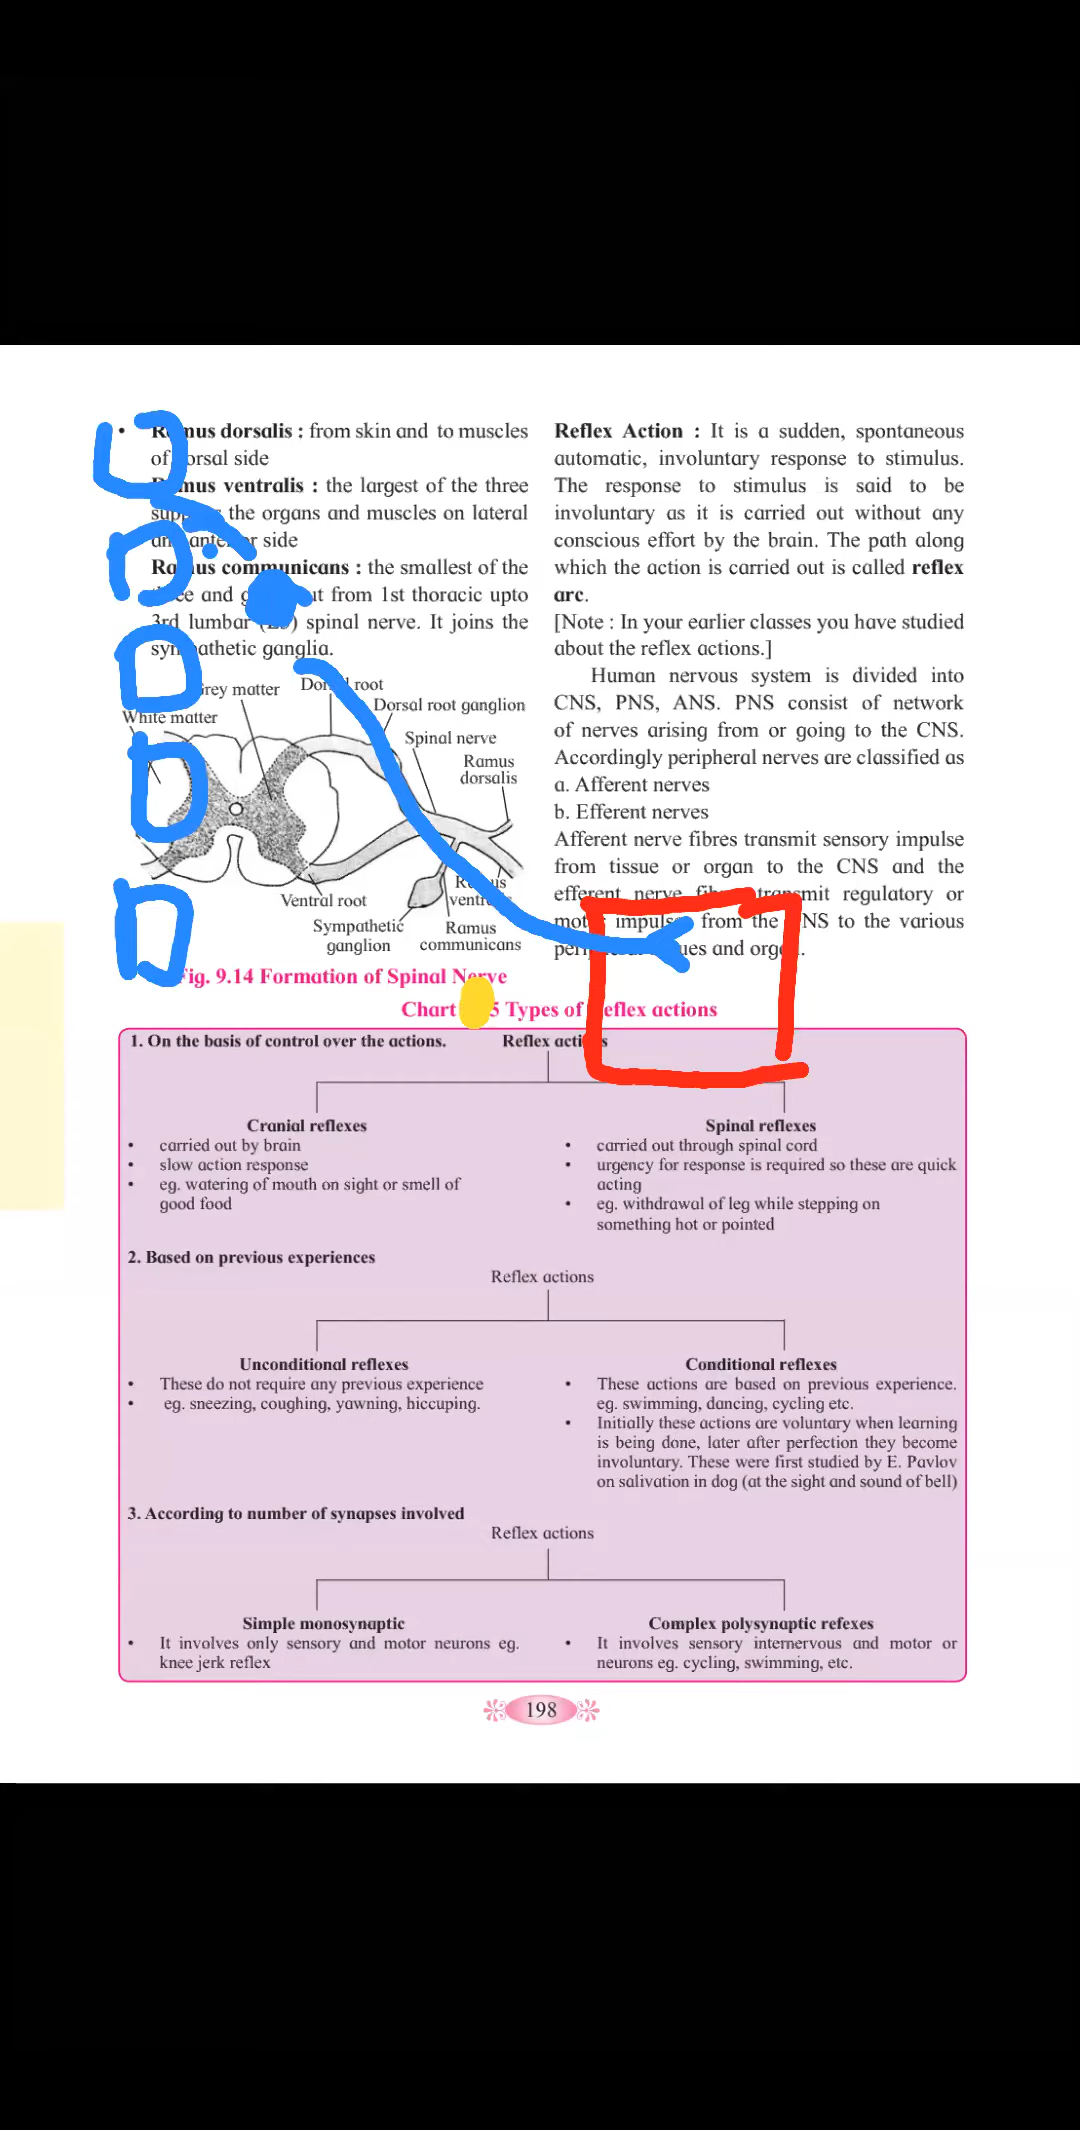 • Ramus dorsalis : from skin and to muscles
of dorsal side
Ramus ventralis : the largest of the three
the organs and muscles on lateral
side
Ramus communicans : the smallest of the
and from 1st thoracic upto
3rd lumbar spinal nerve. It joins the
sympathetic ganglia.
Grey matter
Dorsal root
White matter
Dorsal root ganglion
Spinal nerve
Ramus
dorsalis
Ventral root
Ramus
Sympathetic
ganglion
Ramus
communicans
Fig. 9.14 Formation of Spinal Nerve
Reflex Action : It is a sudden, spontaneous
automatic, involuntary response to stimulus.
The response to stimulus is said to be
involuntary as it is carried out without any
conscious effort by the brain. The path along
which the action is carried out is called reflex
arc.
[Note : In your earlier classes you have studied
about the reflex actions.]
Human nervous system is divided into
CNS, PNS, ANS. PNS consist of network
of nerves arising from or going to the CNS.
Accordingly peripheral nerves are classified as
a. Afferent nerves
b. Efferent nerves
Afferent nerve fibres transmit sensory impulse
from tissue or organ to the CNS and the
efferent nerve fibres transmit regulatory or
motor impulses from the CNS to the various
and
Chart Types of Reflex actions
1. On the basis of control over the actions.
Reflex actions
Cranial reflexes
• carried out by brain
• slow action response
• eg. watering of mouth on sight or smell of
good food
Spinal reflexes
• carried out through spinal cord
• urgency for response is required so these are quick
acting
• eg. withdrawal of leg while stepping on
something hot or pointed
2. Based on previous experiences
Reflex actions
Unconditional reflexes
• These do not require any previous experience
• eg. sneezing, coughing, yawning, hiccuping.
Conditional reflexes
• These actions are based on previous experience.
eg. swimming, dancing, cycling etc.
• Initially these actions are voluntary when learning
is being done, later after perfection they become
involuntary. These were first studied by E. Pavlov
on salivation in dog (at the sight and sound of bell)
3. According to number of synapses involved
Reflex actions
Simple monosynaptic
• It involves only sensory and motor neurons eg.
knee jerk reflex
Complex polysynaptic refexes
• It involves sensory internervous and motor or
neurons eg. cycling, swimming, etc.
198